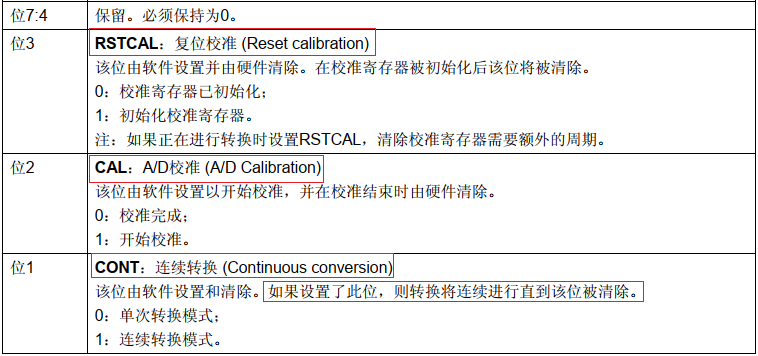 位7:4 保留。必须保持为0。
位3 RSTCAL：复位校准 (Reset calibration)
该位由软件设置并由硬件清除。在校准寄存器被初始化后该位将被清除。
0：校准寄存器已初始化；
1：初始化校准寄存器。
注：如果正在进行转换时设置RSTCAL，清除校准寄存器需要额外的周期。
位2 CAL：A/D校准 (A/D Calibration)
该位由软件设置以开始校准，并在校准结束时由硬件清除。
0：校准完成；
1：开始校准。
位1 CONT：连续转换 (Continuous conversion)
该位由软件设置和清除。如果设置了此位，则转换将连续进行直到该位被清除。
0：单次转换模式；
1：连续转换模式。